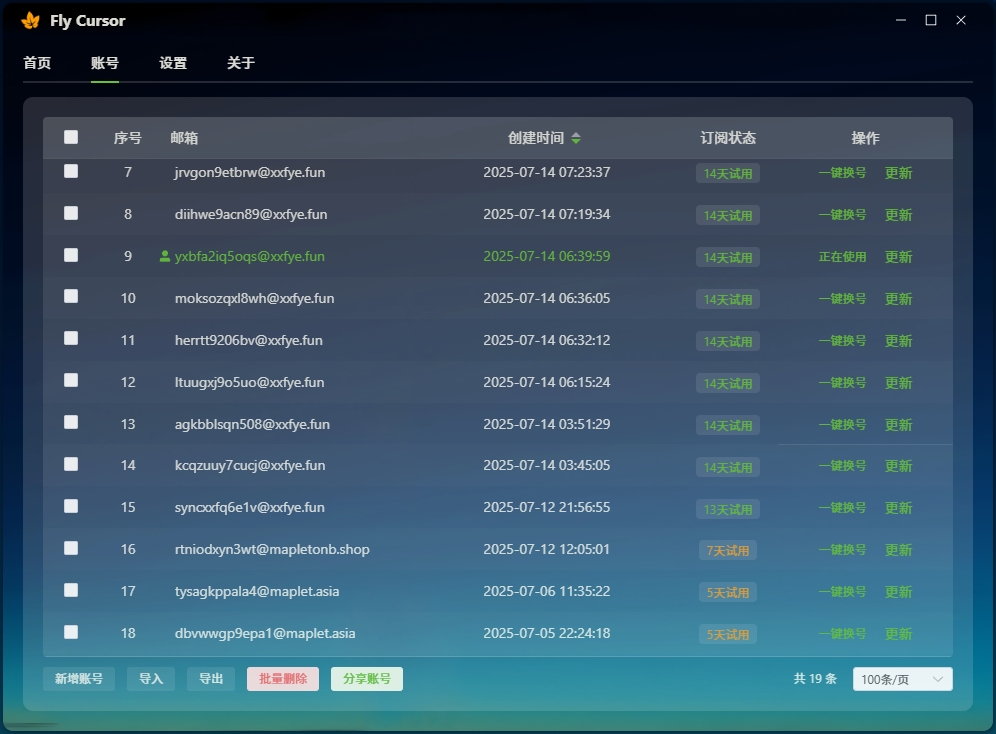 Fly Cursor
首页 账号 设置 关于
序号 邮箱 创建时间 订阅状态 操作
7 jrvgon9etbrw@xxfye.fun 2025-07-14 07:23:37 14天试用 一键换号 更新
8 diihwe9acn89@xxfye.fun 2025-07-14 07:19:34 14天试用 一键换号 更新
9 yxbfa2iq5oqs@xxfye.fun 2025-07-14 06:39:59 14天试用 正在使用 更新
10 moksozqxl8wh@xxfye.fun 2025-07-14 06:36:05 14天试用 一键换号 更新
11 herrtt9206bv@xxfye.fun 2025-07-14 06:32:12 14天试用 一键换号 更新
12 ltuugxj9o5uo@xxfye.fun 2025-07-14 06:15:24 14天试用 一键换号 更新
13 agkbblsqn508@xxfye.fun 2025-07-14 03:51:29 14天试用 一键换号 更新
14 kcqzuuy7cucj@xxfye.fun 2025-07-14 03:45:05 14天试用 一键换号 更新
15 syncxxfq6e1v@xxfye.fun 2025-07-12 21:56:55 13天试用 一键换号 更新
16 rtniodxyn3wt@mapletonb.shop 2025-07-12 12:05:01 7天试用 一键换号 更新
17 tysagkppala4@maplet.asia 2025-07-06 11:35:22 5天试用 一键换号 更新
18 dbvwwgp9epa1@maplet.asia 2025-07-05 22:24:18 5天试用 一键换号 更新
新增账号 导入 导出 批量删除 分享账号 共 19 条 100条/页